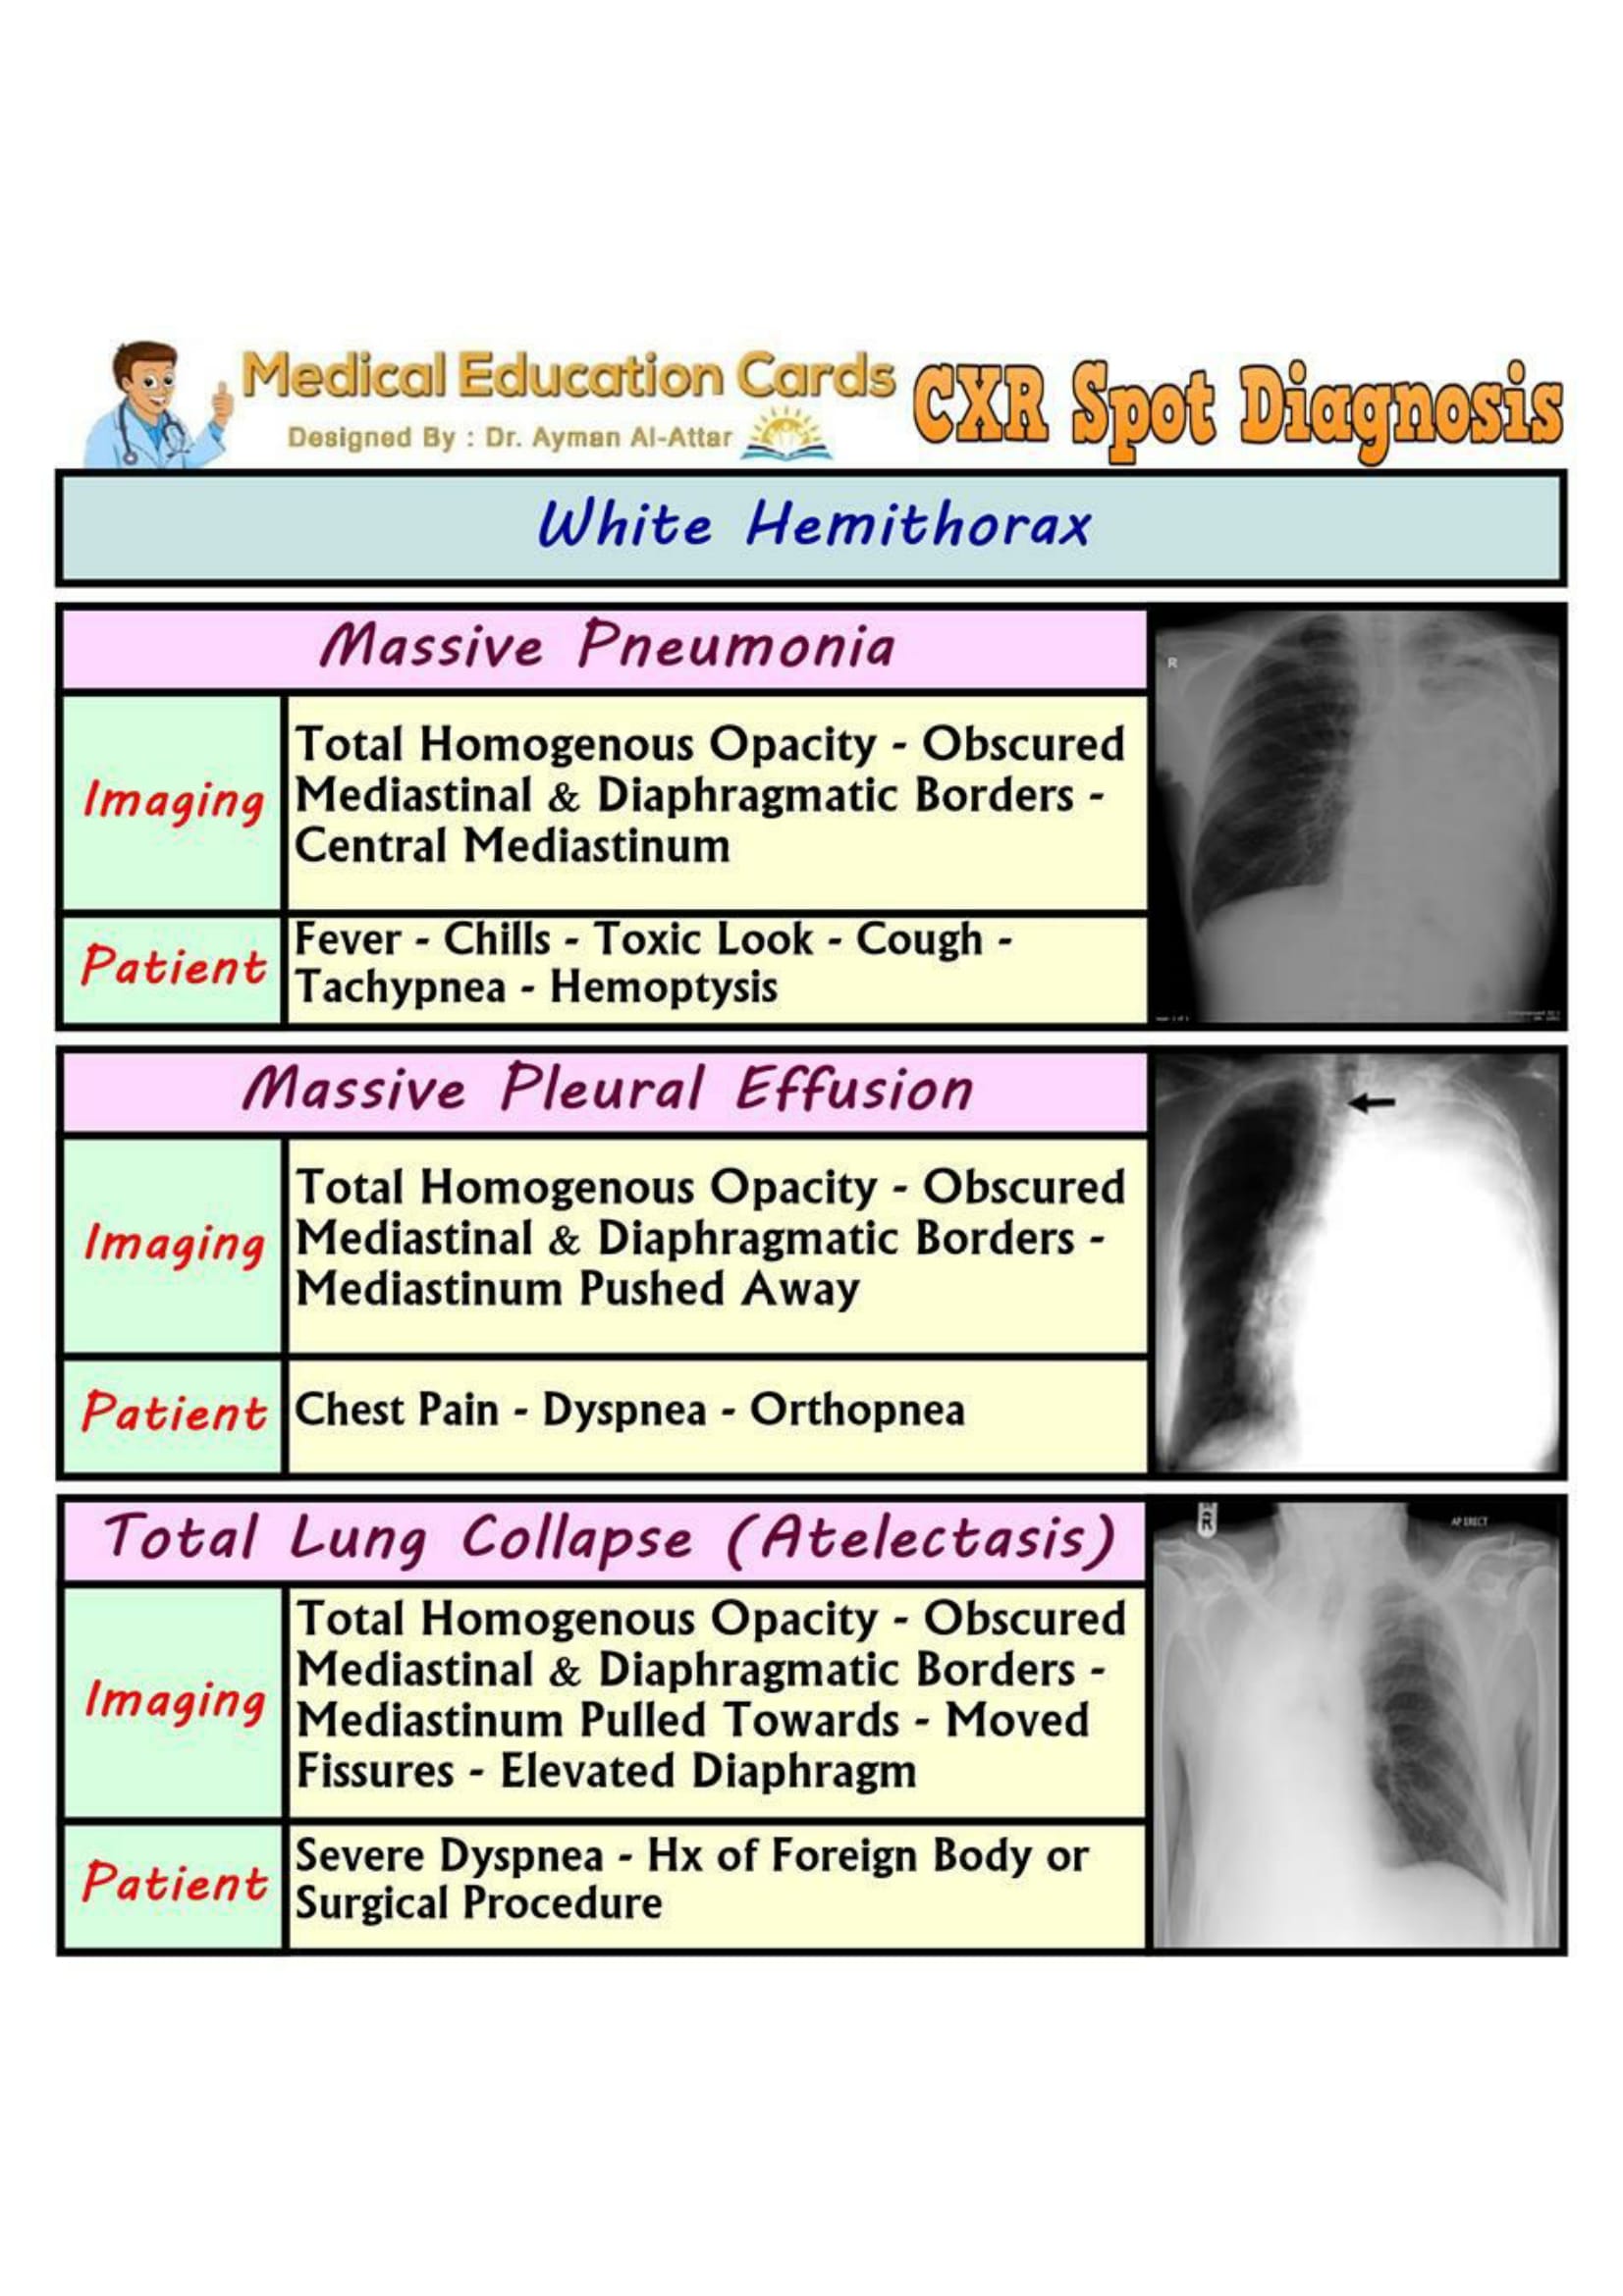 Medical Education Cards
CXR Spot Diagnosis
Designed By : Dr. Ayman Al-Attar
White Hemithorax
Massive Pneumonia
R
Imaging
Total Homogenous Opacity - Obscured
Mediastinal & Diaphragmatic Borders -
Central Mediastinum
Patient
Fever - Chills - Toxic Look - Cough -
Tachypnea - Hemoptysis
Massive Pleural Effusion
Imaging
Total Homogenous Opacity - Obscured
Mediastinal & Diaphragmatic Borders -
Mediastinum Pushed Away
Patient
Chest Pain - Dyspnea - Orthopnea
Total Lung Collapse (Atelectasis)
R
AP ERECT
Imaging
Total Homogenous Opacity - Obscured
Mediastinal & Diaphragmatic Borders -
Mediastinum Pulled Towards - Moved
Fissures - Elevated Diaphragm
Patient
Severe Dyspnea - Hx of Foreign Body or
Surgical Procedure